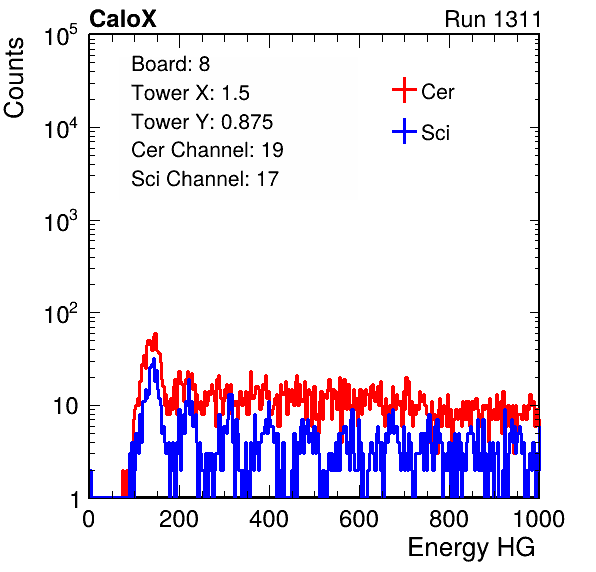 CaloX Run 1311
Counts
Board: 8
Tower X: 1.5
Tower Y: 0.875
Cer Channel: 19
Sci Channel: 17
Cer
Sci
10^5
10^4
10^3
10^2
10
1
0 200 400 600 800 1000
Energy HG